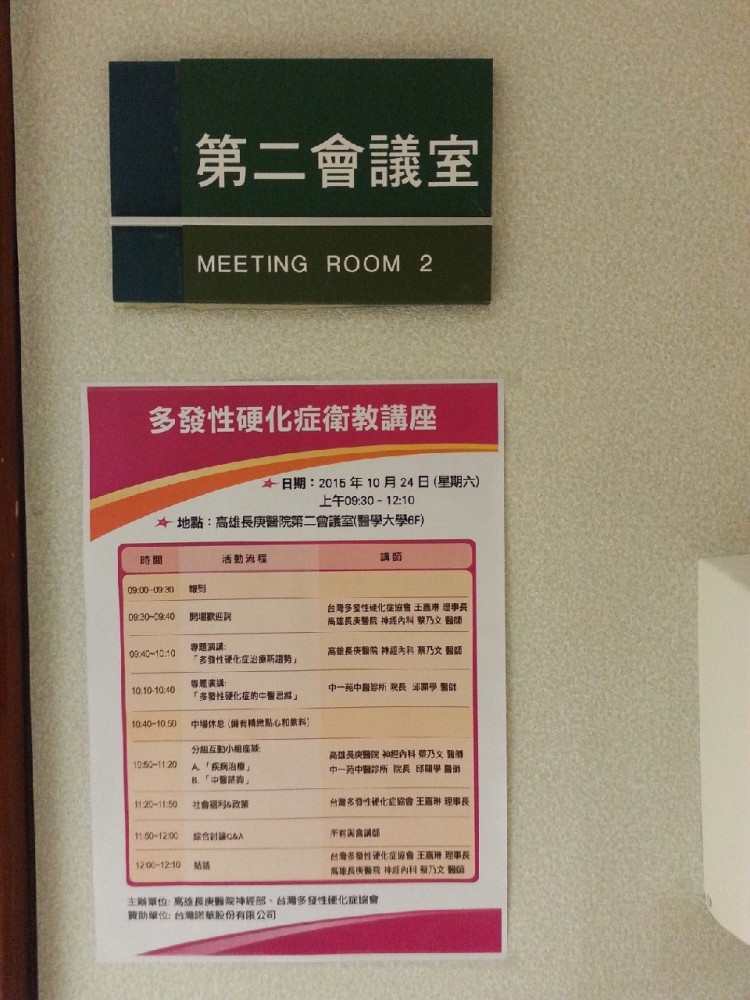 第二會議室
MEETING ROOM 2
多發性硬化症衛教講座
日期：2015 年 10 月 24 日 (星期六)
上午09:30 ~ 12:10
地點：高雄長庚醫院第二會議室(醫學大學6F)
時間 活動流程 講師
09:00~09:30 報到
09:30~09:40 開場歡迎詞 台灣多發性硬化症協會 王嘉琳 理事長
高雄長庚醫院 神經內科 蔡乃文 醫師
09:40~10:10 專題演講: 高雄長庚醫院 神經內科 蔡乃文 醫師
「多發性硬化症治療新趨勢」
10:10-10:40 專題演講: 中一苑中醫診所 院長 邱顯學 醫師
「多發性硬化症的中醫思維」
10:40~10:50 中場休息 (備有精緻點心和飲料)
10:50~11:20 分組互動小組座談: 高雄長庚醫院 神經內科 蔡乃文 醫師
A.「疾病治療」 中一苑中醫診所 院長 邱顯學 醫師
B.「中醫諮詢」
11:20~11:50 社會福利&政策 台灣多發性硬化症協會 王嘉琳 理事長
11:50~12:00 綜合討論Q&A 所有與會講師
12:00~12:10 結語 台灣多發性硬化症協會 王嘉琳 理事長
高雄長庚醫院 神經內科 蔡乃文 醫師
主辦單位: 高雄長庚醫院神經部、台灣多發性硬化症協會
贊助單位: 台灣諾華股份有限公司